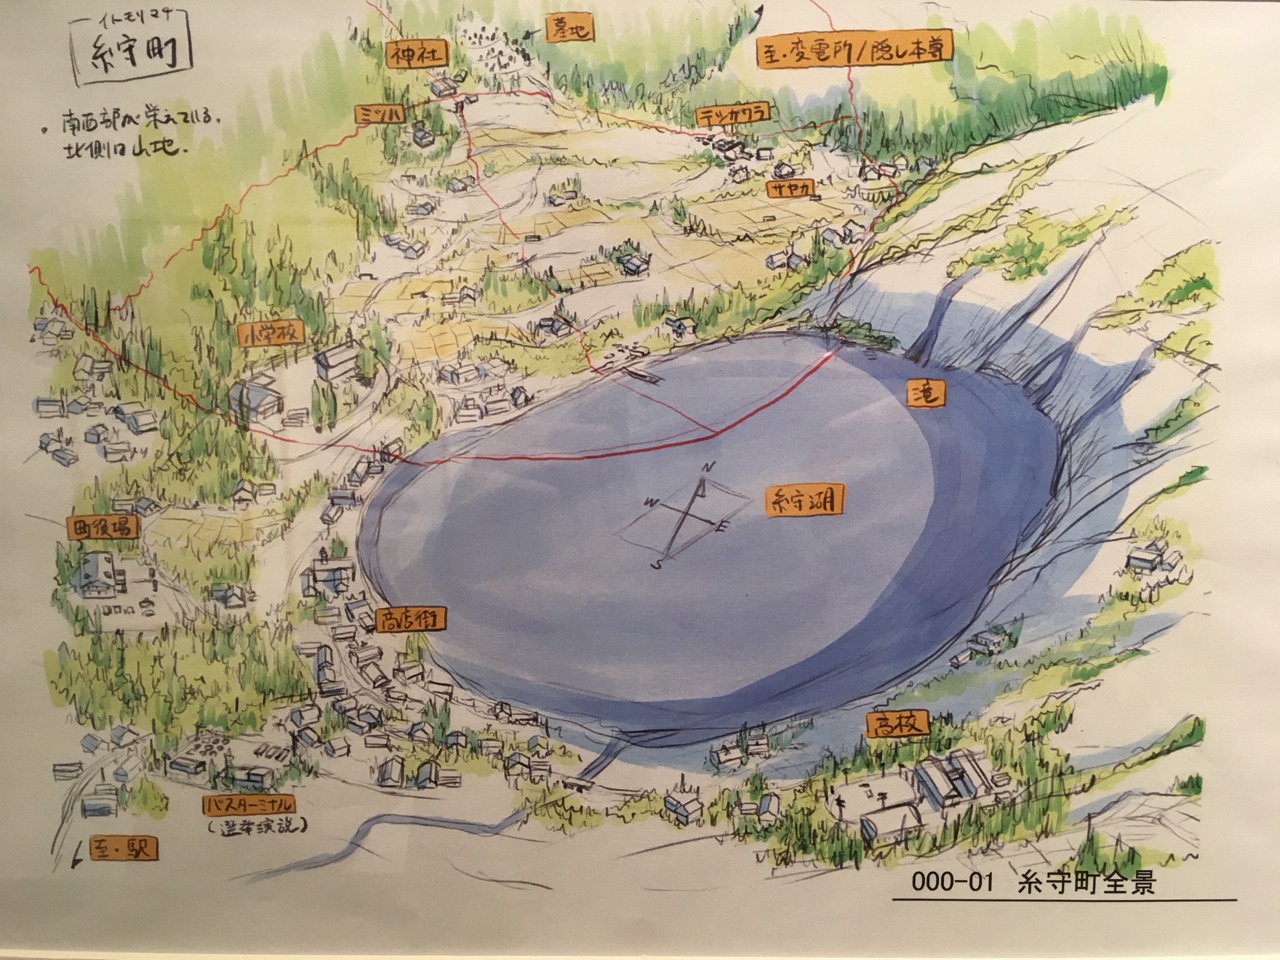 イトモリマチ
糸守町
・南西部が栄えている。
北側は山地.
神社
墓地
至・変電所/隠し本尊
ミツハ
テッシガワラ
サヤカ
小学校
滝
N
W
E
S
糸守湖
町役場
商店街
高校
バスターミナル
(選挙演説)
至・駅
000-01 糸守町全景